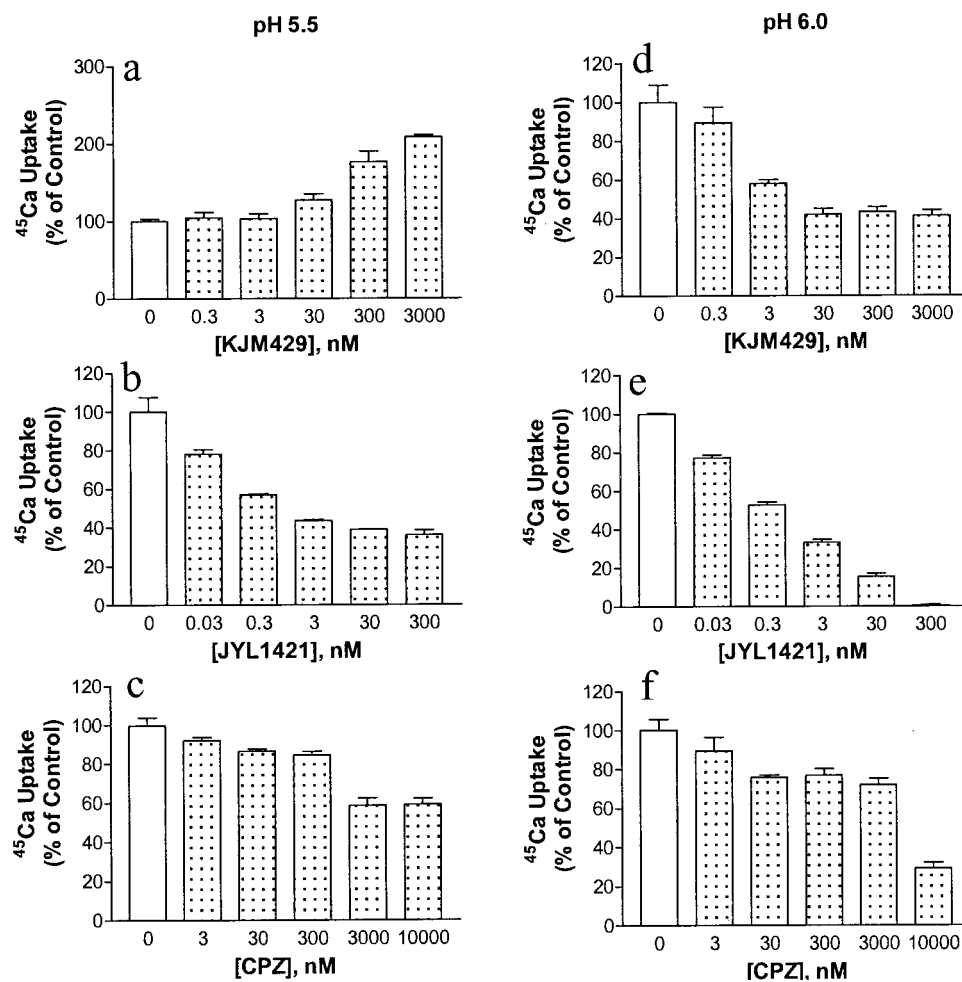 pH 5.5
a
300
200
100
0
⁴⁵Ca Uptake
(% of Control)
0 0.3 3 30 300 3000
[KJM429], nM
b
120
100
80
60
40
20
0
⁴⁵Ca Uptake
(% of Control)
0 0.03 0.3 3 30 300
[JYL1421], nM
c
120
100
80
60
40
20
0
⁴⁵Ca Uptake
(% of Control)
0 3 30 300 3000 10000
[CPZ], nM
pH 6.0
d
120
100
80
60
40
20
0
⁴⁵Ca Uptake
(% of Control)
0 0.3 3 30 300 3000
[KJM429], nM
e
120
100
80
60
40
20
0
⁴⁵Ca Uptake
(% of Control)
0 0.03 0.3 3 30 300
[JYL1421], nM
f
120
100
80
60
40
20
0
⁴⁵Ca Uptake
(% of Control)
0 3 30 300 3000 10000
[CPZ], nM